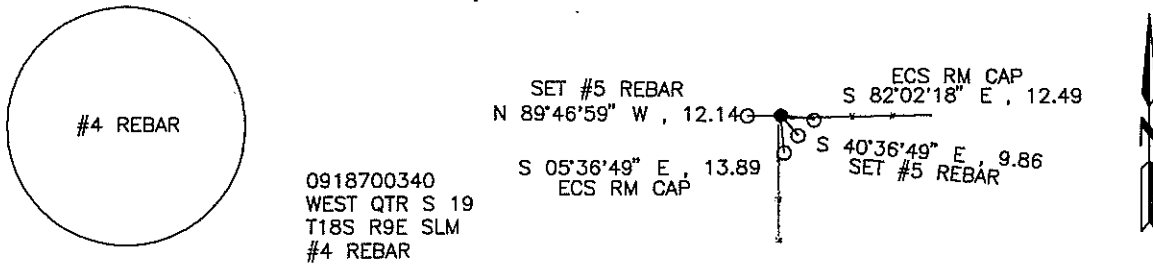 #4 REBAR
0918700340
WEST QTR S 19
T18S R9E SLM
#4 REBAR
SET #5 REBAR
N 89°46'59" W , 12.14
S 05°36'49" E , 13.89
ECS RM CAP
ECS RM CAP
S 82°02'18" E , 12.49
S 40°36'49" E , 9.86
SET #5 REBAR
N